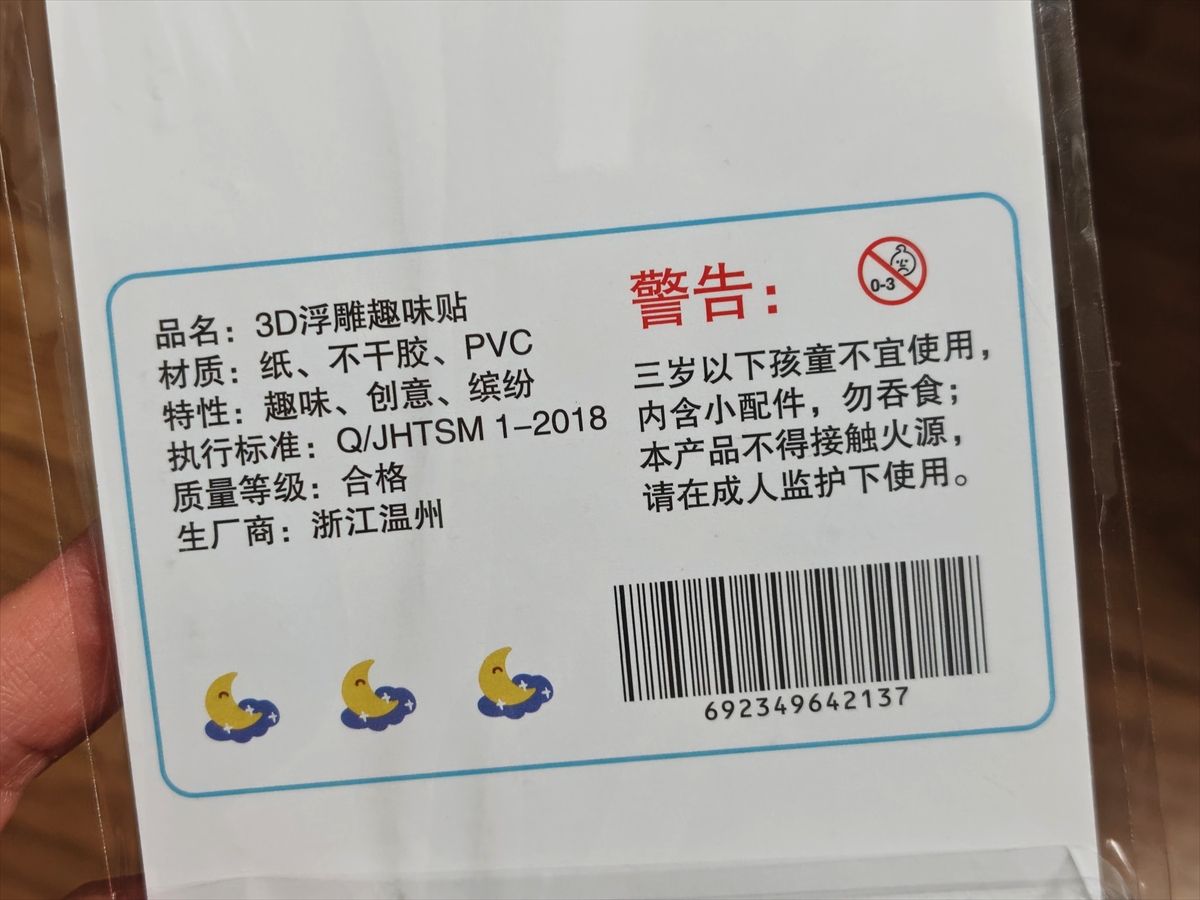 品名：3D浮雕趣味贴
材质：纸、不干胶、PVC
特性：趣味、创意、缤纷
执行标准：Q/JHTSM 1-2018
质量等级：合格
生厂商：浙江温州
警告：
0-3
三岁以下孩童不宜使用，
内含小配件，勿吞食；
本产品不得接触火源，
请在成人监护下使用。
692349642137